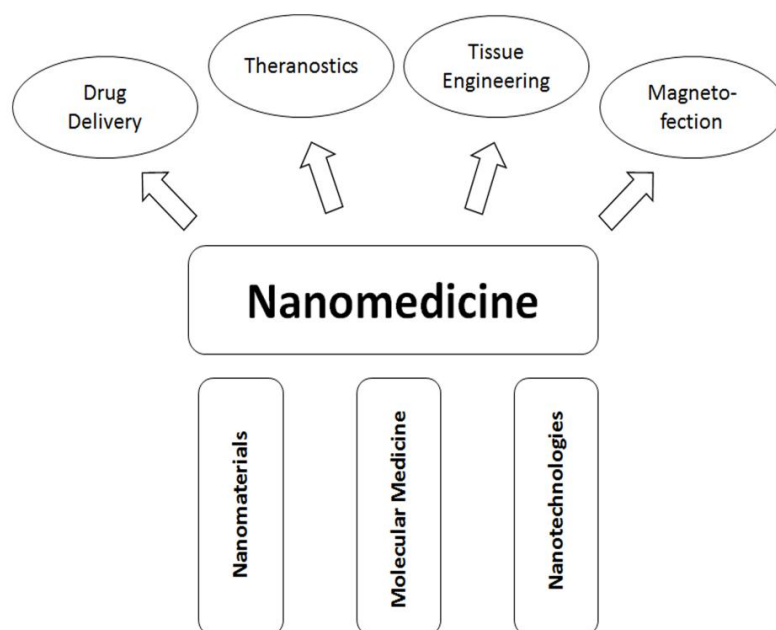 Drug
Delivery
Theranostics
Tissue
Engineering
Magneto-
fection
Nanomedicine
Nanomaterials
Molecular Medicine
Nanotechnologies